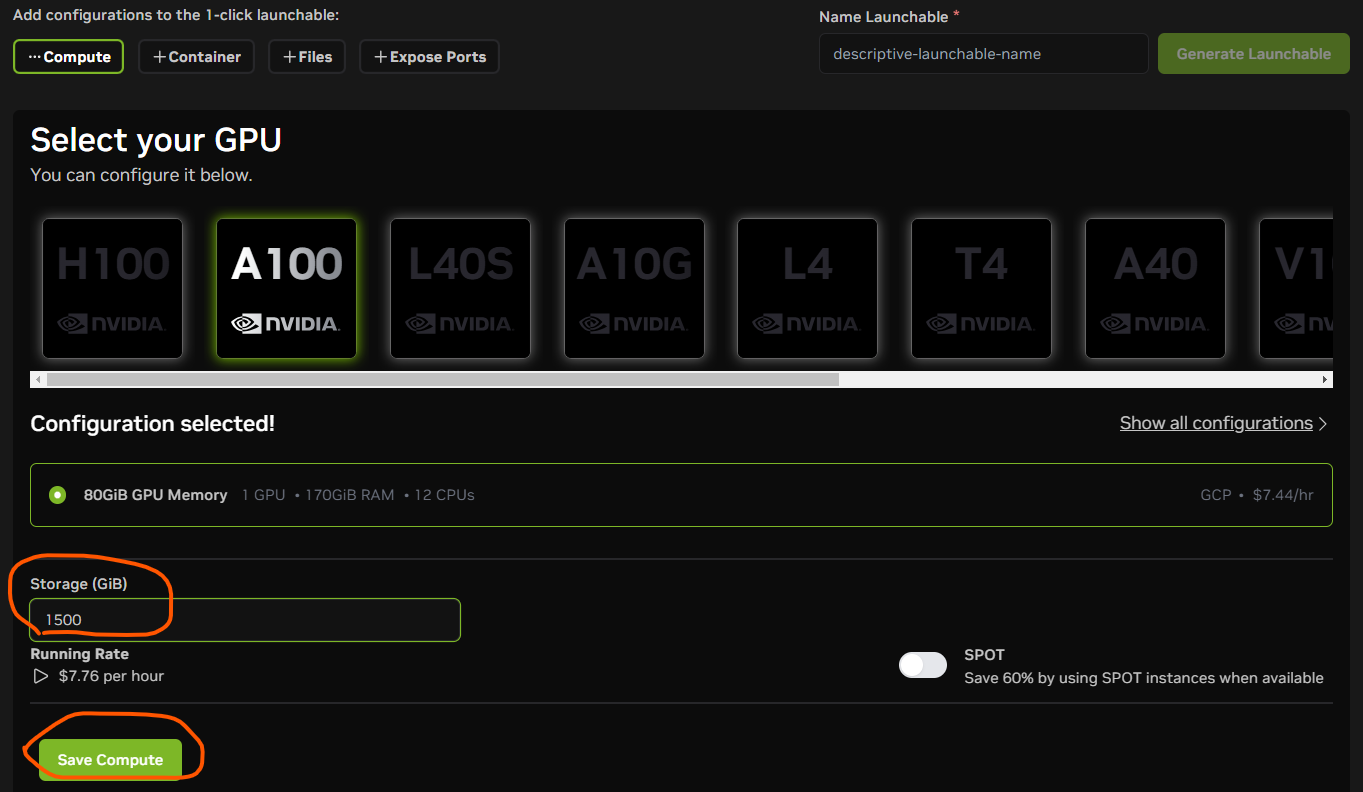 Add configurations to the 1-click launchable:
Name Launchable *
···Compute
+Container
+Files
+Expose Ports
descriptive-launchable-name
Generate Launchable
Select your GPU
You can configure it below.
H100
A100
L40S
A10G
L4
T4
A40
NVIDIA.
NVIDIA.
NVIDIA.
NVIDIA.
NVIDIA.
NVIDIA.
NVIDIA.
Configuration selected!
Show all configurations >
80GiB GPU Memory 1 GPU • 170GiB RAM • 12 CPUs
GCP • $7.44/hr
Storage (GiB)
1500
Running Rate
$7.76 per hour
SPOT
Save 60% by using SPOT instances when available
Save Compute